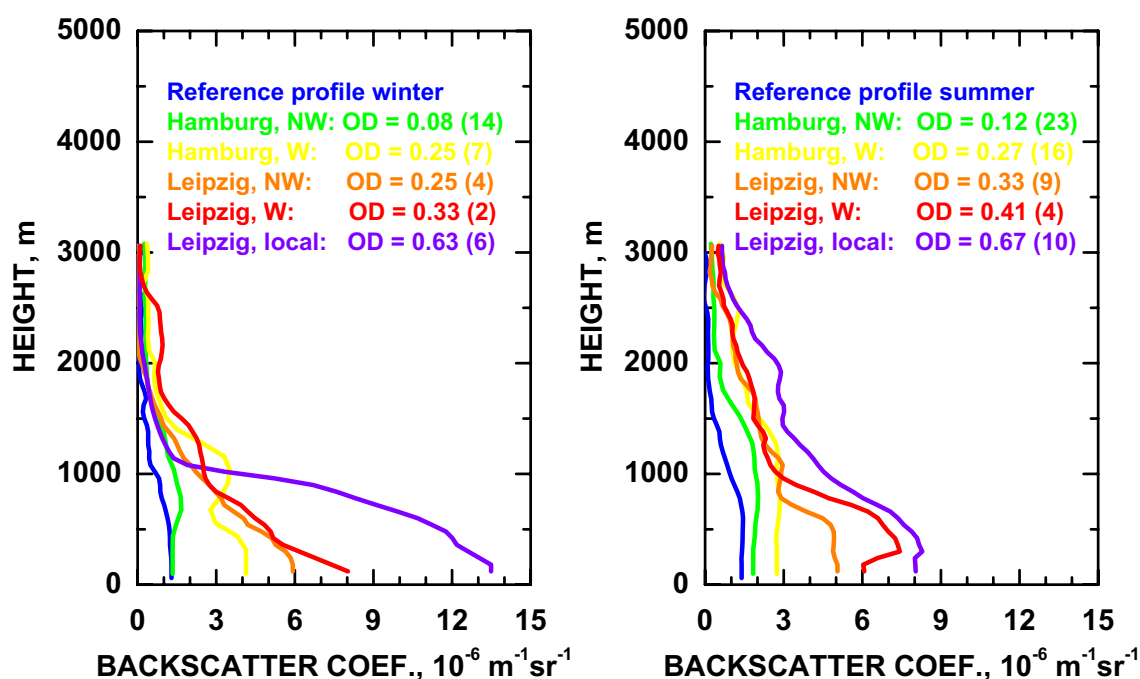 5000
4000
3000
2000
1000
0
HEIGHT, m
Reference profile winter
Hamburg, NW: OD = 0.08 (14)
Hamburg, W: OD = 0.25 (7)
Leipzig, NW: OD = 0.25 (4)
Leipzig, W: OD = 0.33 (2)
Leipzig, local: OD = 0.63 (6)
0 3 6 9 12 15
BACKSCATTER COEF., 10⁻⁶ m⁻¹sr⁻¹
5000
4000
3000
2000
1000
0
HEIGHT, m
Reference profile summer
Hamburg, NW: OD = 0.12 (23)
Hamburg, W: OD = 0.27 (16)
Leipzig, NW: OD = 0.33 (9)
Leipzig, W: OD = 0.41 (4)
Leipzig, local: OD = 0.67 (10)
0 3 6 9 12 15
BACKSCATTER COEF., 10⁻⁶ m⁻¹sr⁻¹